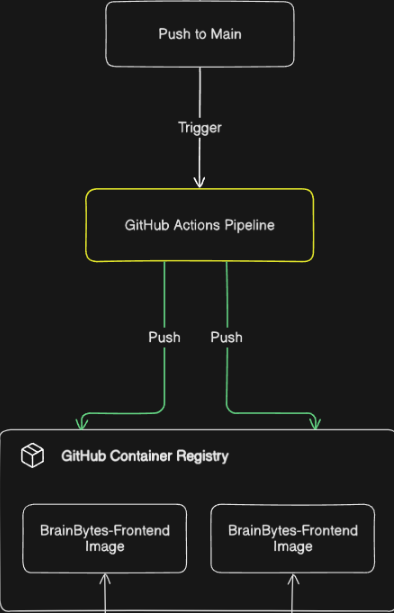 Push to Main
Trigger
GitHub Actions Pipeline
Push Push
GitHub Container Registry
BrainBytes-Frontend
Image
BrainBytes-Frontend
Image